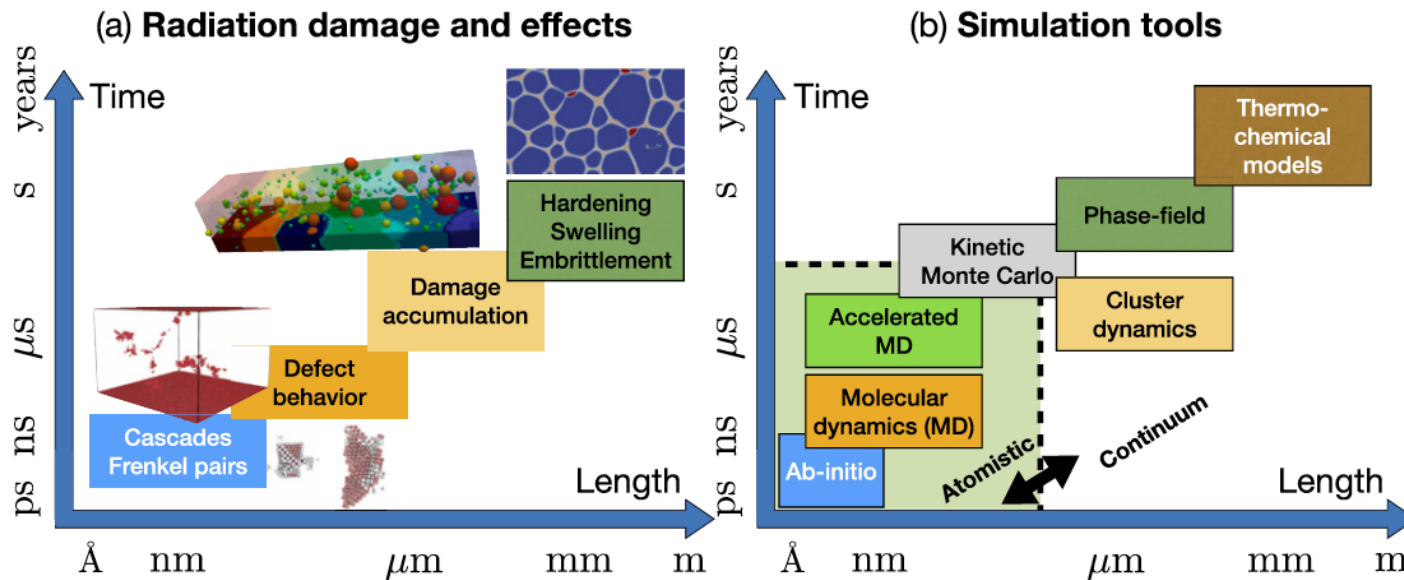 (a) Radiation damage and effects
years
Time
s
Hardening
Swelling
Embrittlement
Damage
accumulation
μs
Defect
behavior
ns
Cascades
Frenkel pairs
ps
Length
Å nm μm mm m
(b) Simulation tools
years
Time
Thermo-
chemical
models
s
Phase-field
Kinetic
Monte Carlo
Cluster
dynamics
Accelerated
MD
μs
Molecular
dynamics (MD)
ns
Ab-initio
Atomistic
Continuum
ps
Length
Å nm μm mm m